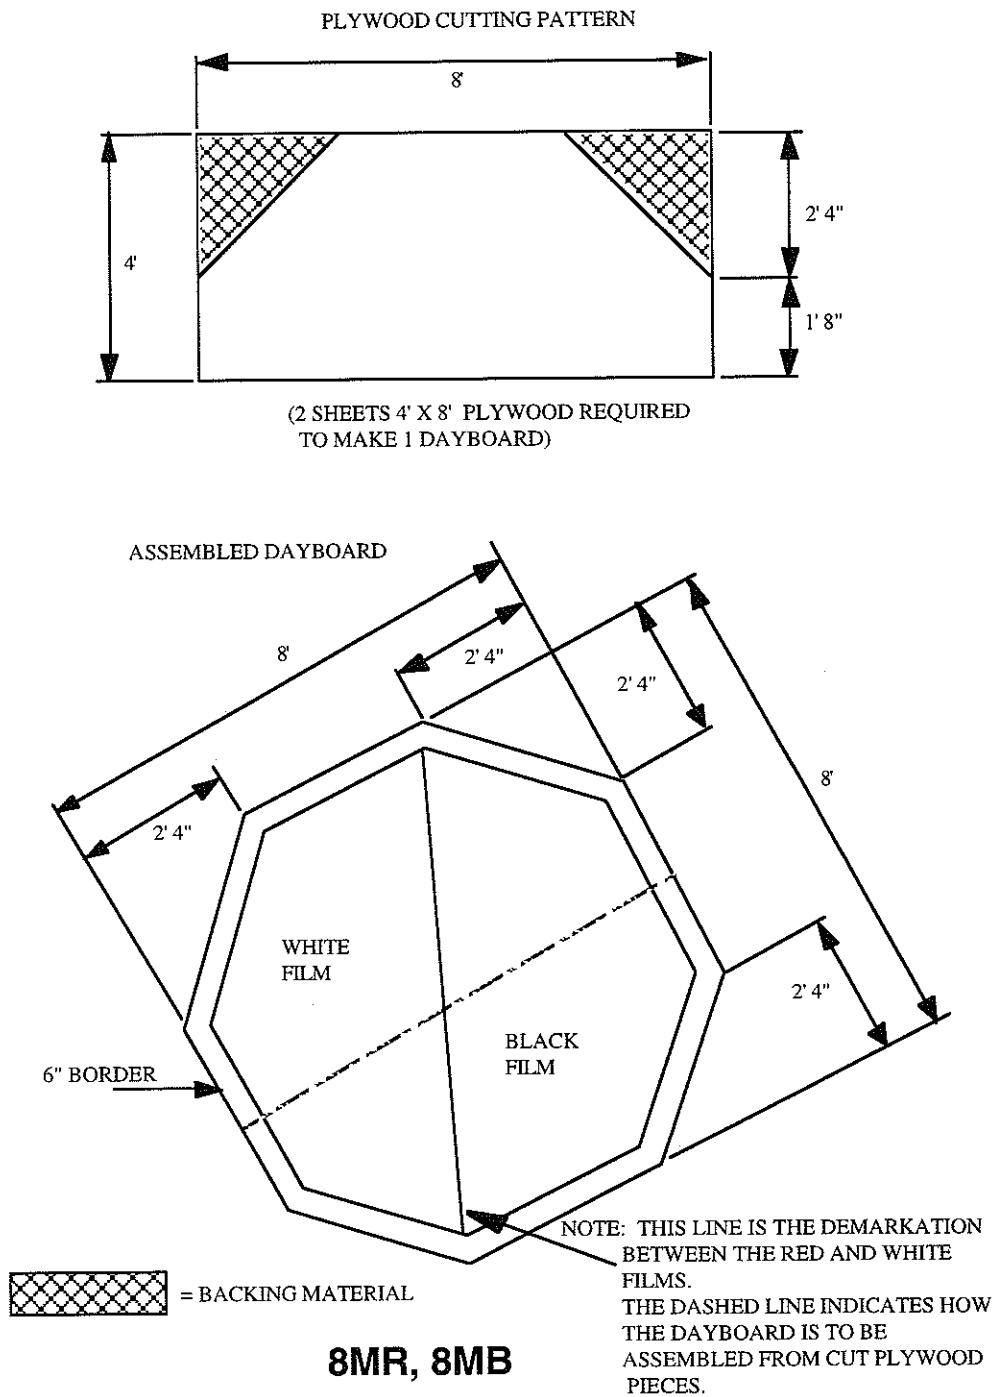 PLYWOOD CUTTING PATTERN
8'
4'
2' 4"
1' 8"
(2 SHEETS 4' X 8' PLYWOOD REQUIRED
TO MAKE 1 DAYBOARD)
ASSEMBLED DAYBOARD
8'
2' 4"
2' 4"
8'
2' 4"
WHITE
FILM
2' 4"
BLACK
FILM
6" BORDER
NOTE: THIS LINE IS THE DEMARKATION
BETWEEN THE RED AND WHITE
FILMS.
THE DASHED LINE INDICATES HOW
THE DAYBOARD IS TO BE
ASSEMBLED FROM CUT PLYWOOD
PIECES.
= BACKING MATERIAL
8MR, 8MB